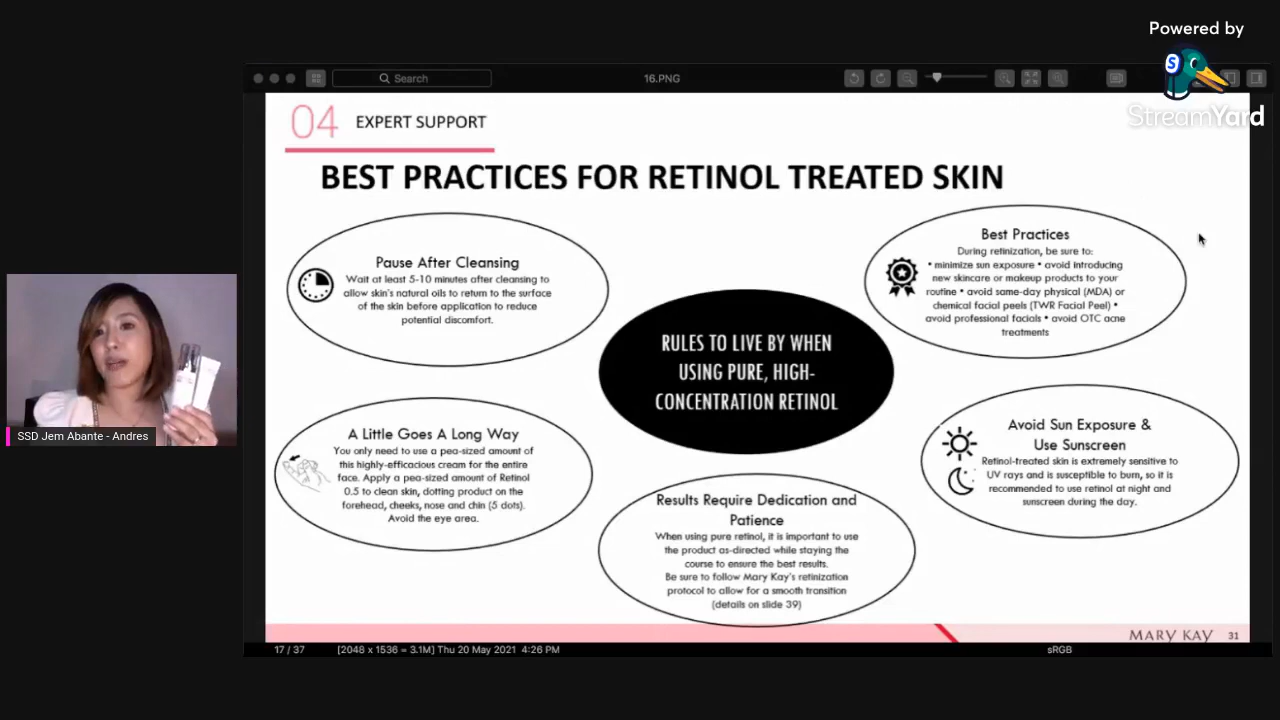 Powered by
StreamYard
Search
16.PNG
04 EXPERT SUPPORT
BEST PRACTICES FOR RETINOL TREATED SKIN
Pause After Cleansing
Wait at least 5-10 minutes after cleansing to
allow skin's natural oils to return to the surface
of the skin before application to reduce
potential discomfort.
Best Practices
During retinization, be sure to:
• minimize sun exposure • avoid introducing
new skincare or makeup products to your
routine • avoid same-day physical (MDA) or
chemical facial peels (TWR Facial Peel) •
avoid professional facials • avoid OTC acne
treatments
RULES TO LIVE BY WHEN
USING PURE, HIGH-
CONCENTRATION RETINOL
A Little Goes A Long Way
You only need to use a pea-sized amount of
this highly-efficacious cream for the entire
face. Apply a pea-sized amount of Retinol
0.5 to clean skin, dotting product on the
forehead, cheeks, nose and chin (5 dots).
Avoid the eye area.
Avoid Sun Exposure &
Use Sunscreen
Retinol-treated skin is extremely sensitive to
UV rays and is susceptible to burn, so it is
recommended to use retinol at night and
sunscreen during the day.
Results Require Dedication and
Patience
When using pure retinol, it is important to use
the product as-directed while staying the
course to ensure the best results.
Be sure to follow Mary Kay's retinization
protocol to allow for a smooth transition
(details on slide 39)
MARY KAY 31
SSD Jem Abante - Andres
17 / 37 [2048 x 1536 = 3.1M] Thu 20 May 2021 4:26 PM sRGB